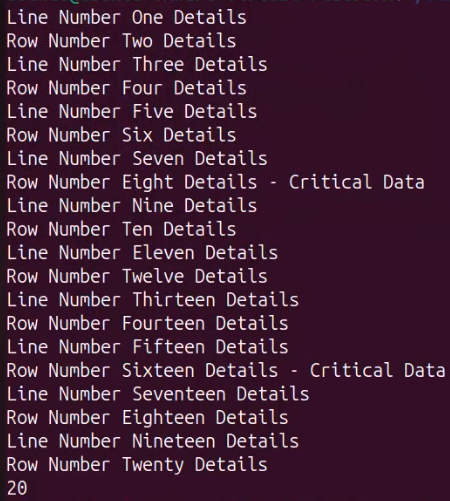 Line Number One Details
Row Number Two Details
Line Number Three Details
Row Number Four Details
Line Number Five Details
Row Number Six Details
Line Number Seven Details
Row Number Eight Details - Critical Data
Line Number Nine Details
Row Number Ten Details
Line Number Eleven Details
Row Number Twelve Details
Line Number Thirteen Details
Row Number Fourteen Details
Line Number Fifteen Details
Row Number Sixteen Details - Critical Data
Line Number Seventeen Details
Row Number Eighteen Details
Line Number Nineteen Details
Row Number Twenty Details
20